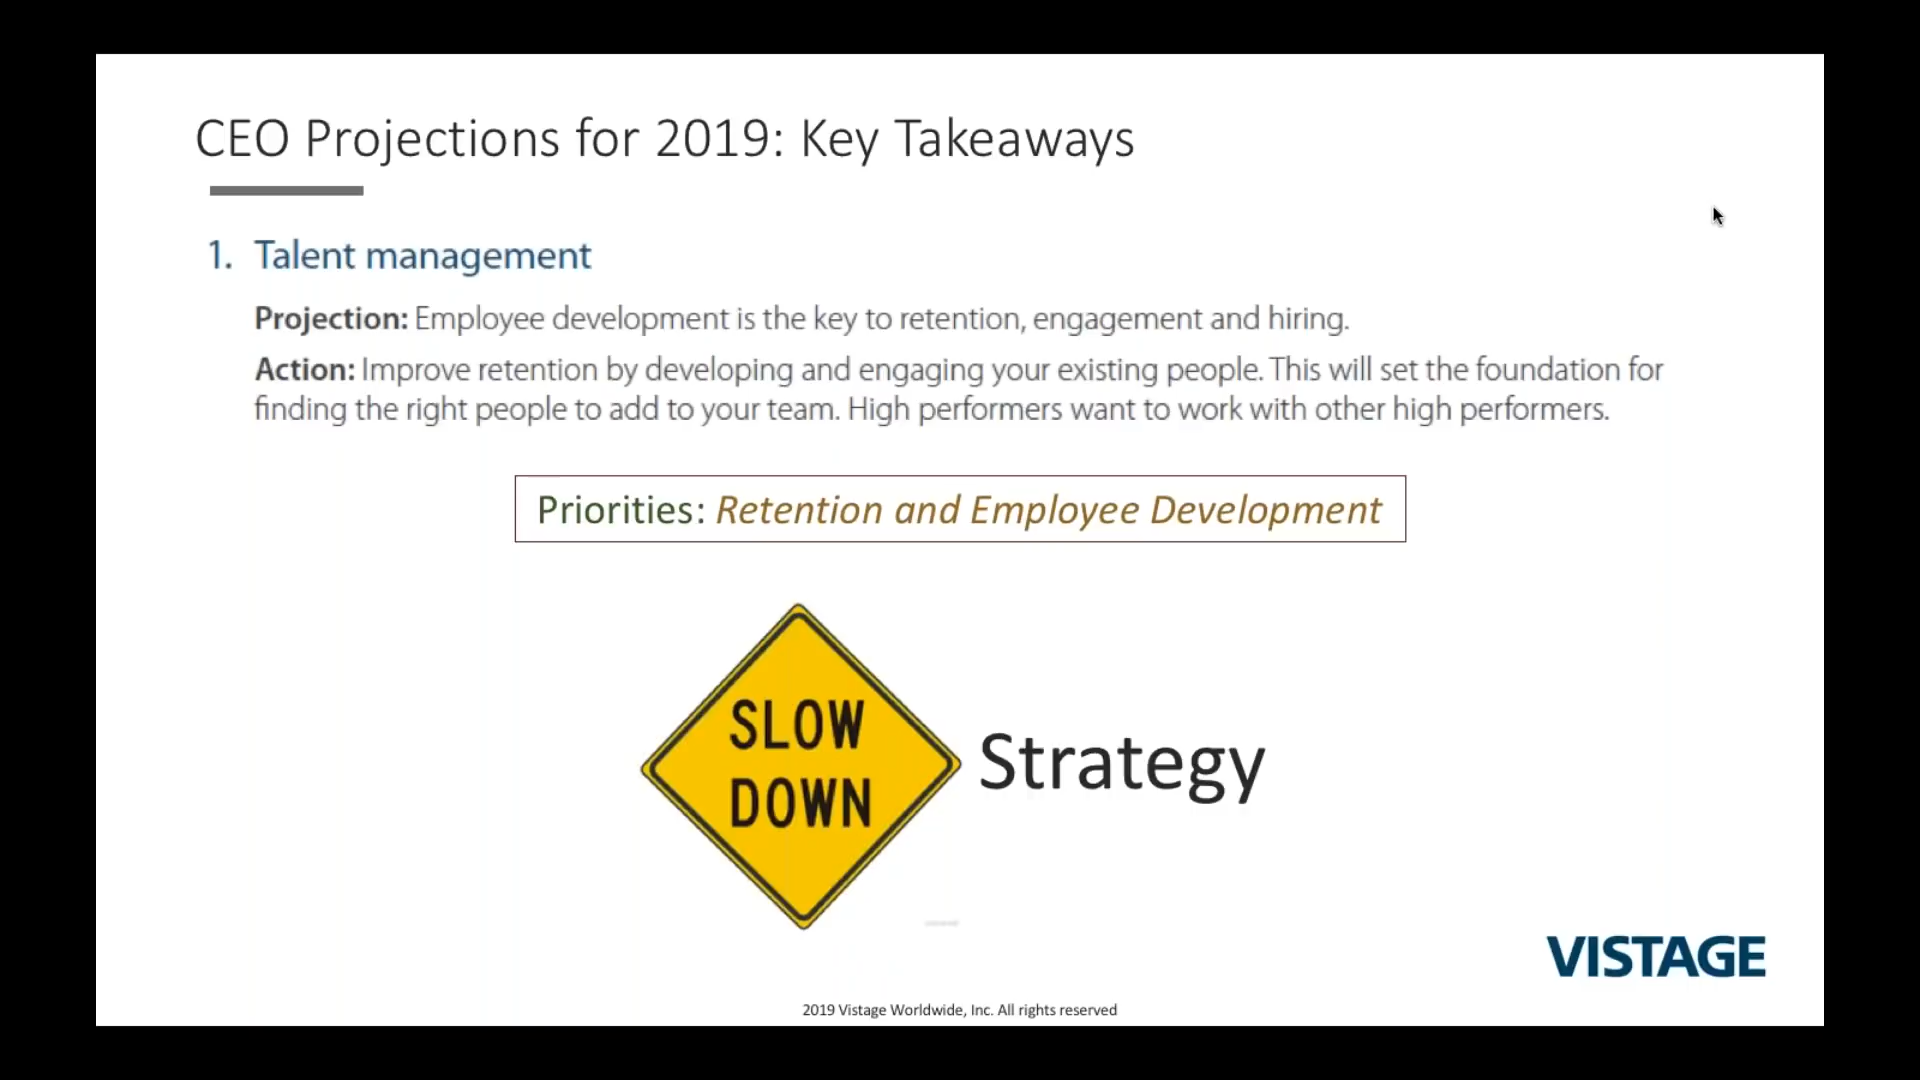 CEO Projections for 2019: Key Takeaways
1. Talent management
Projection: Employee development is the key to retention, engagement and hiring.
Action: Improve retention by developing and engaging your existing people. This will set the foundation for
finding the right people to add to your team. High performers want to work with other high performers.
Priorities: Retention and Employee Development
SLOW
DOWN
Strategy
VISTAGE
2019 Vistage Worldwide, Inc. All rights reserved